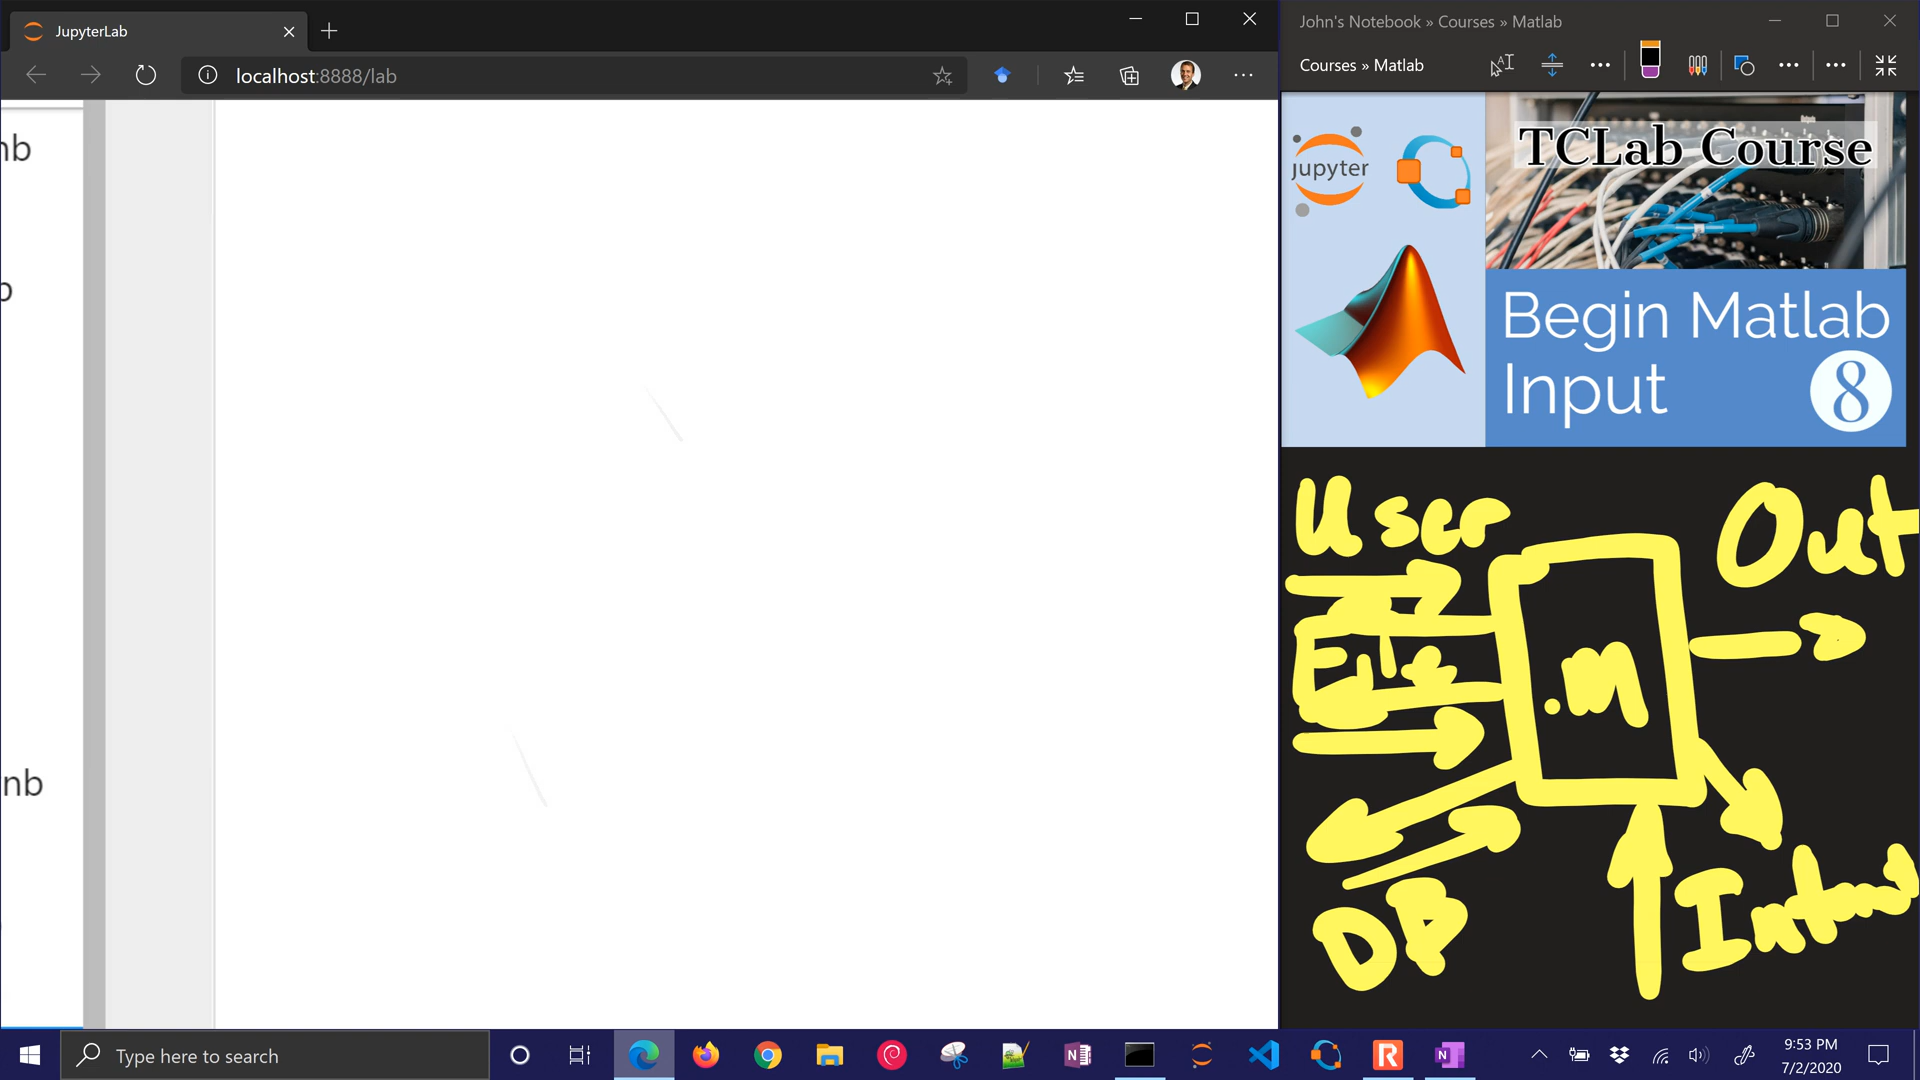 JupyterLab
localhost:8888/lab
nb
b
nb
John's Notebook » Courses » Matlab
Courses » Matlab
jupyter
TCLab Course
Begin Matlab
Input 8
User
Out
File
.m
DB
Type here to search
9:53 PM
7/2/2020